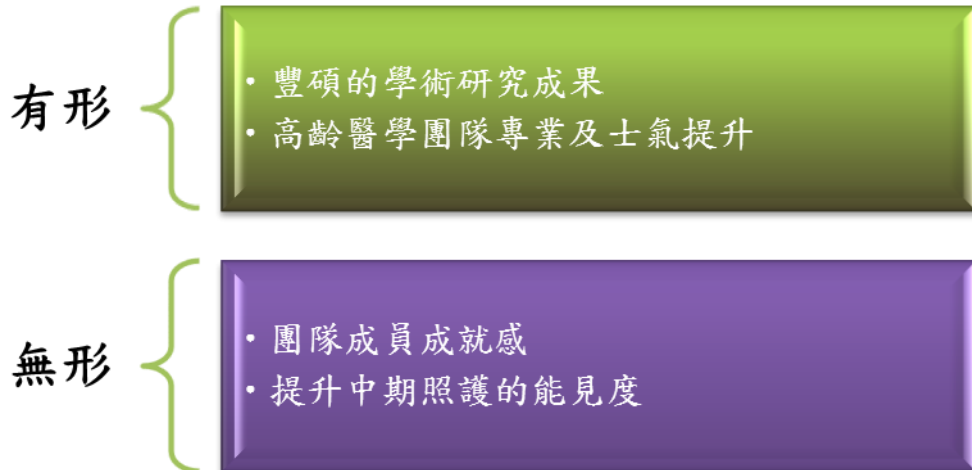 有形
• 豐碩的學術研究成果
• 高齡醫學團隊專業及士氣提升
無形
• 團隊成員成就感
• 提升中期照護的能見度